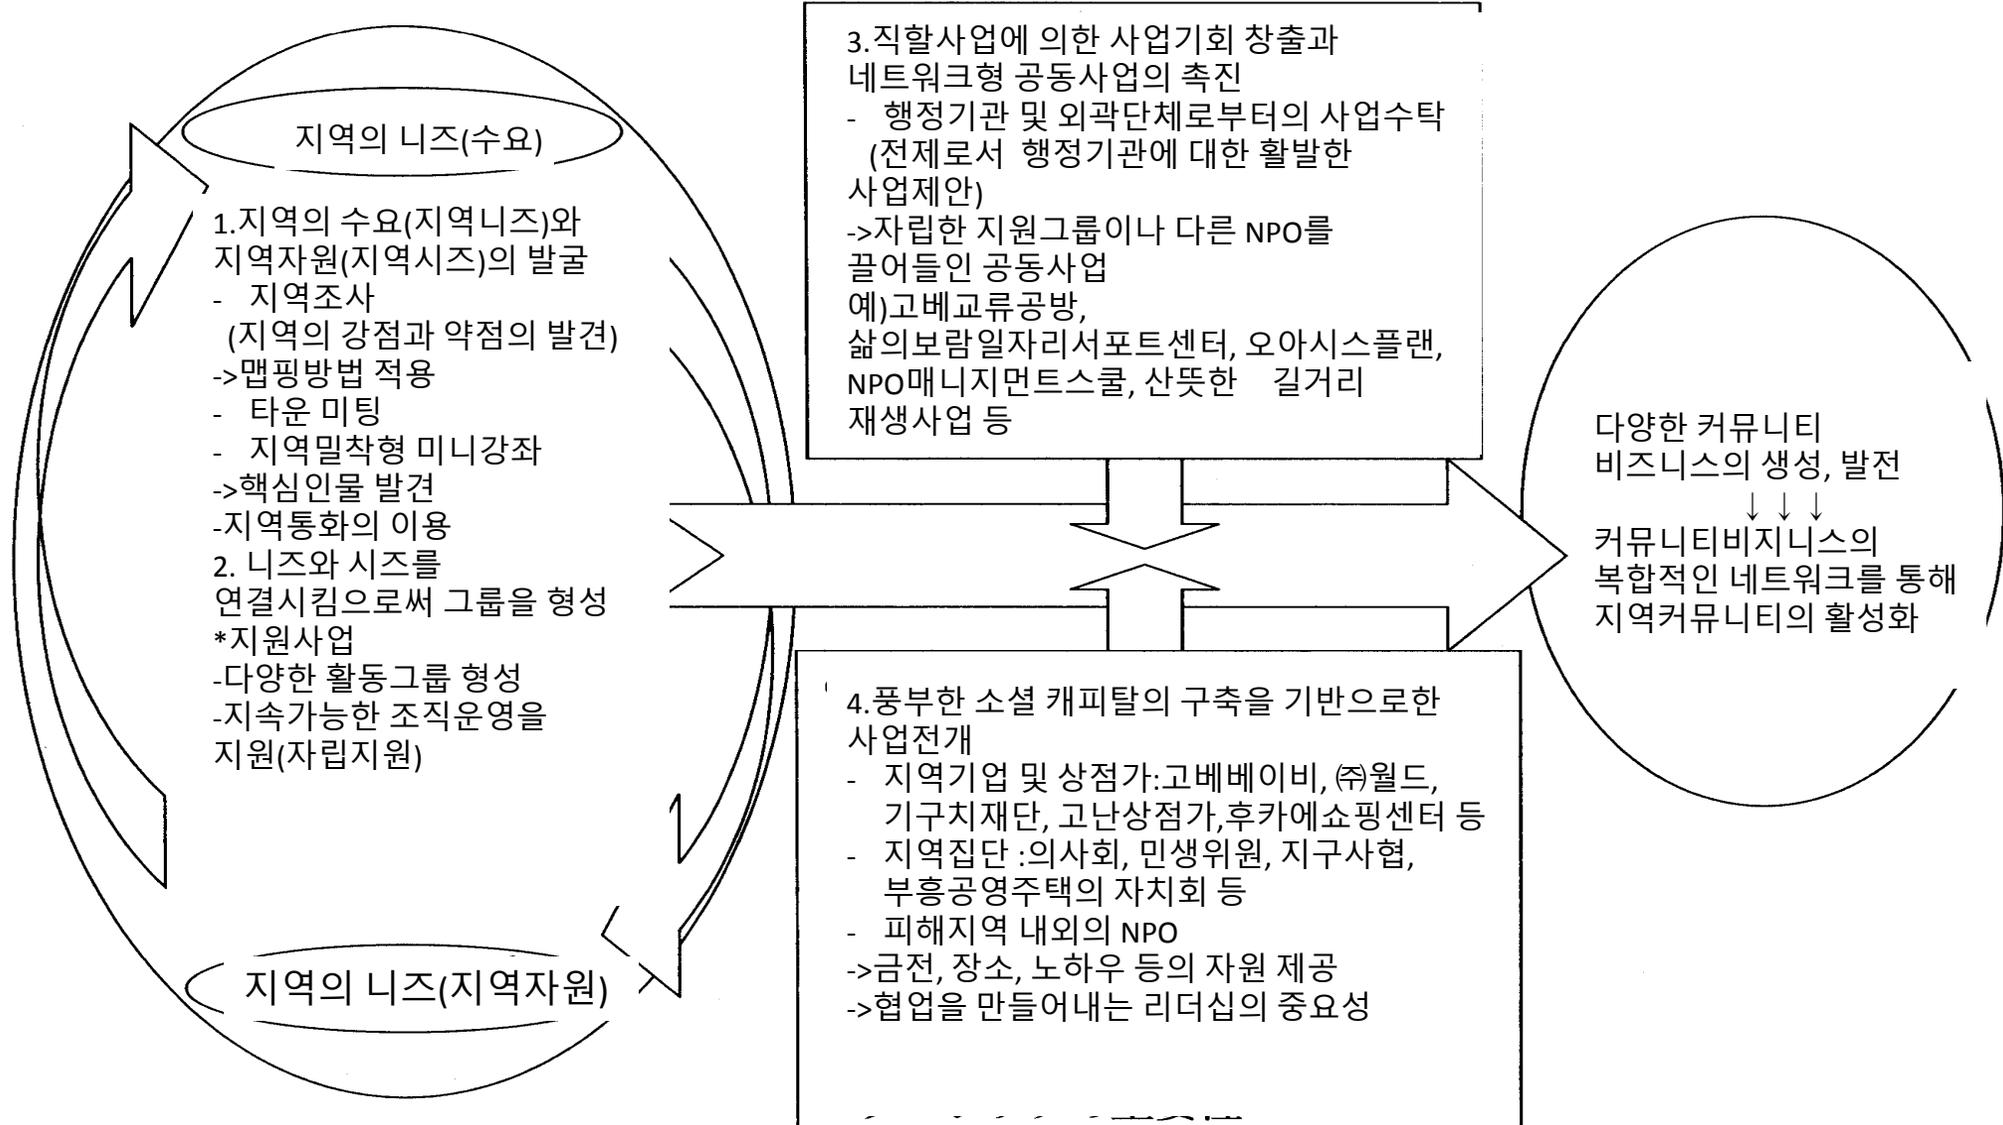 지역의 니즈(수요)
1.지역의 수요(지역니즈)와
지역자원(지역시즈)의 발굴
- 지역조사
(지역의 강점과 약점의 발견)
->맵핑방법 적용
- 타운 미팅
- 지역밀착형 미니강좌
->핵심인물 발견
-지역통화의 이용
2. 니즈와 시즈를
연결시킴으로써 그룹을 형성
*지원사업
-다양한 활동그룹 형성
-지속가능한 조직운영을
지원(자립지원)
지역의 니즈(지역자원)
3.직할사업에 의한 사업기회 창출과
네트워크형 공동사업의 촉진
- 행정기관 및 외곽단체로부터의 사업수탁
(전제로서 행정기관에 대한 활발한
사업제안)
->자립한 지원그룹이나 다른 NPO를
끌어들인 공동사업
예)고베교류공방,
삶의보람일자리서포트센터, 오아시스플랜,
NPO매니지먼트스쿨, 산뜻한 길거리
재생사업 등
4.풍부한 소셜 캐피탈의 구축을 기반으로한
사업전개
- 지역기업 및 상점가:고베베이비, ㈜월드,
기구치재단, 고난상점가,후카에쇼핑센터 등
- 지역집단 :의사회, 민생위원, 지구사협,
부흥공영주택의 자치회 등
- 피해지역 내외의 NPO
->금전, 장소, 노하우 등의 자원 제공
->협업을 만들어내는 리더십의 중요성
다양한 커뮤니티
비즈니스의 생성, 발전
↓ ↓ ↓
커뮤니티비지니스의
복합적인 네트워크를 통해
지역커뮤니티의 활성화